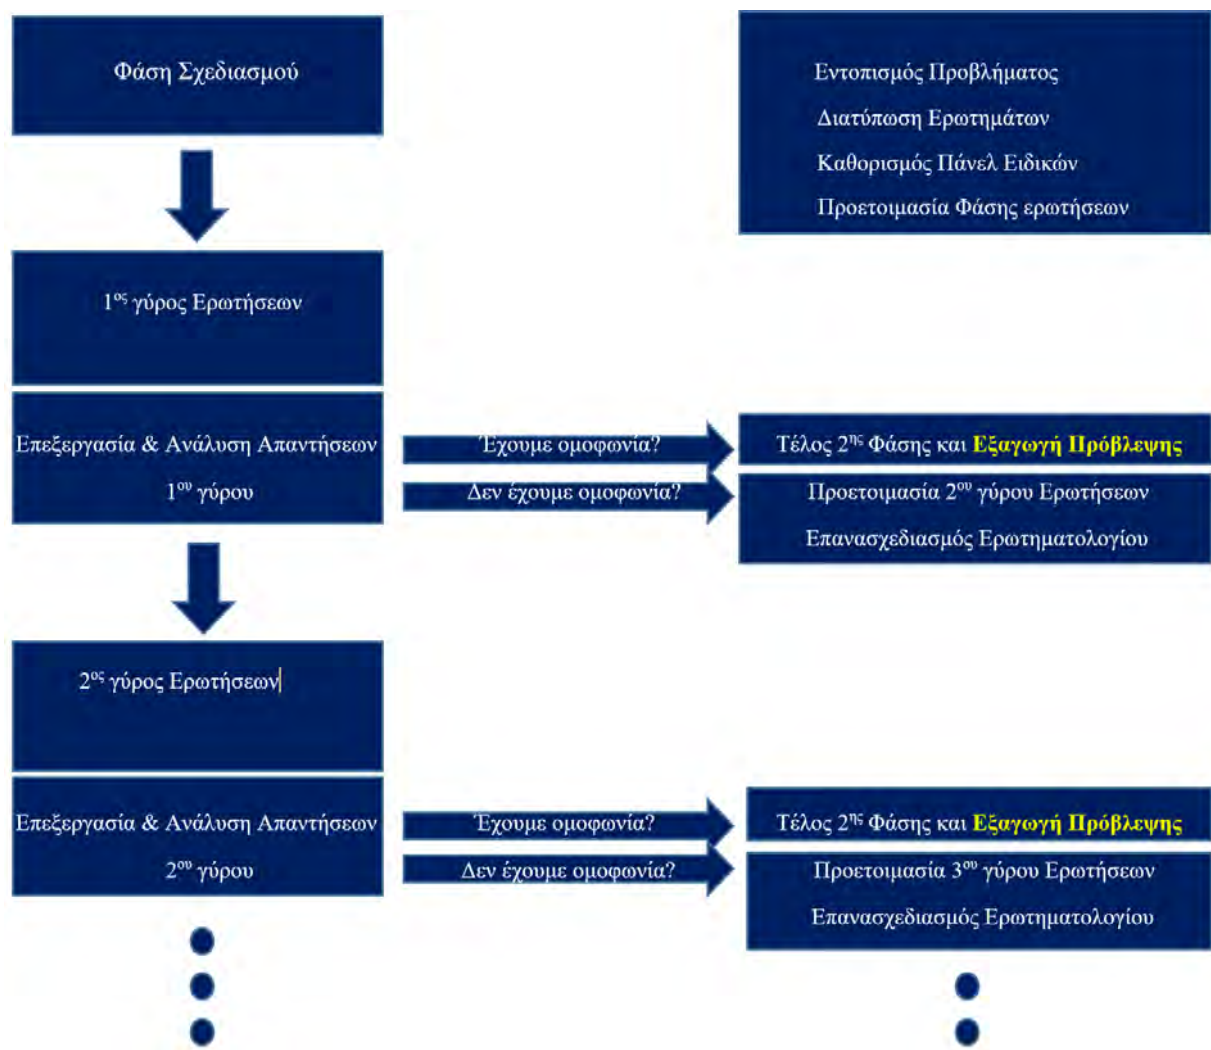 Φάση Σχεδιασμού
Εντοπισμός Προβλήματος
Διατύπωση Ερωτημάτων
Καθορισμός Πάνελ Ειδικών
Προετοιμασία Φάσης ερωτήσεων
1ος γύρος Ερωτήσεων
Επεξεργασία & Ανάλυση Απαντήσεων
1ου γύρου
Έχουμε ομοφωνία?
Δεν έχουμε ομοφωνία?
Τέλος 2ης Φάσης και Εξαγωγή Πρόβλεψης
Προετοιμασία 2ου γύρου Ερωτήσεων
Επανασχεδιασμός Ερωτηματολογίου
2ος γύρος Ερωτήσεων
Επεξεργασία & Ανάλυση Απαντήσεων
2ου γύρου
Έχουμε ομοφωνία?
Δεν έχουμε ομοφωνία?
Τέλος 2ης Φάσης και Εξαγωγή Πρόβλεψης
Προετοιμασία 3ου γύρου Ερωτήσεων
Επανασχεδιασμός Ερωτηματολογίου